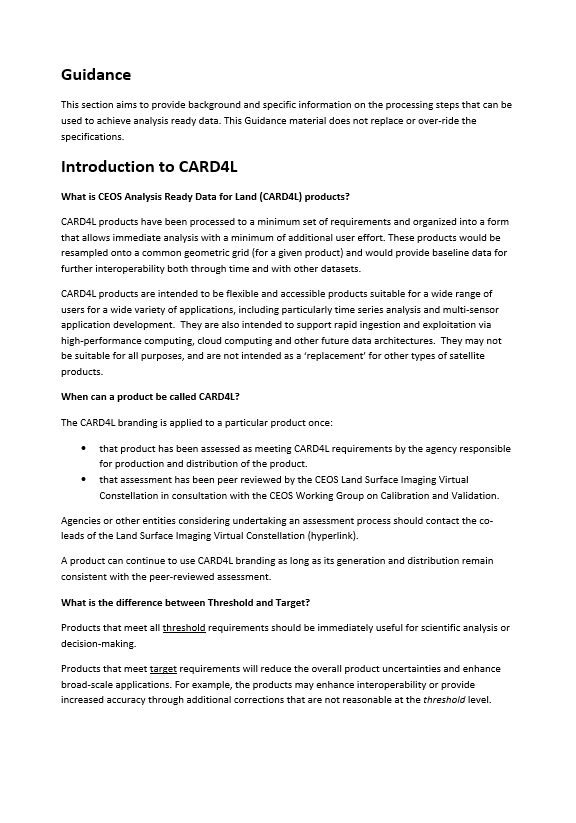 Guidance
This section aims to provide background and specific information on the processing steps that can be
used to achieve analysis ready data. This Guidance material does not replace or over-ride the
specifications.
Introduction to CARD4L
What is CEOS Analysis Ready Data for Land (CARD4L) products?
CARD4L products have been processed to a minimum set of requirements and organized into a form
that allows immediate analysis with a minimum of additional user effort. These products would be
resampled onto a common geometric grid (for a given product) and would provide baseline data for
further interoperability both through time and with other datasets.
CARD4L products are intended to be flexible and accessible products suitable for a wide range of
users for a wide variety of applications, including particularly time series analysis and multi-sensor
application development.  They are also intended to support rapid ingestion and exploitation via
high-performance computing, cloud computing and other future data architectures.  They may not
be suitable for all purposes, and are not intended as a ‘replacement’ for other types of satellite
products.
When can a product be called CARD4L?
The CARD4L branding is applied to a particular product once:
• that product has been assessed as meeting CARD4L requirements by the agency responsible
for production and distribution of the product.
• that assessment has been peer reviewed by the CEOS Land Surface Imaging Virtual
Constellation in consultation with the CEOS Working Group on Calibration and Validation.
Agencies or other entities considering undertaking an assessment process should contact the co-
leads of the Land Surface Imaging Virtual Constellation (hyperlink).
A product can continue to use CARD4L branding as long as its generation and distribution remain
consistent with the peer-reviewed assessment.
What is the difference between Threshold and Target?
Products that meet all threshold requirements should be immediately useful for scientific analysis or
decision-making.
Products that meet target requirements will reduce the overall product uncertainties and enhance
broad-scale applications. For example, the products may enhance interoperability or provide
increased accuracy through additional corrections that are not reasonable at the threshold level.